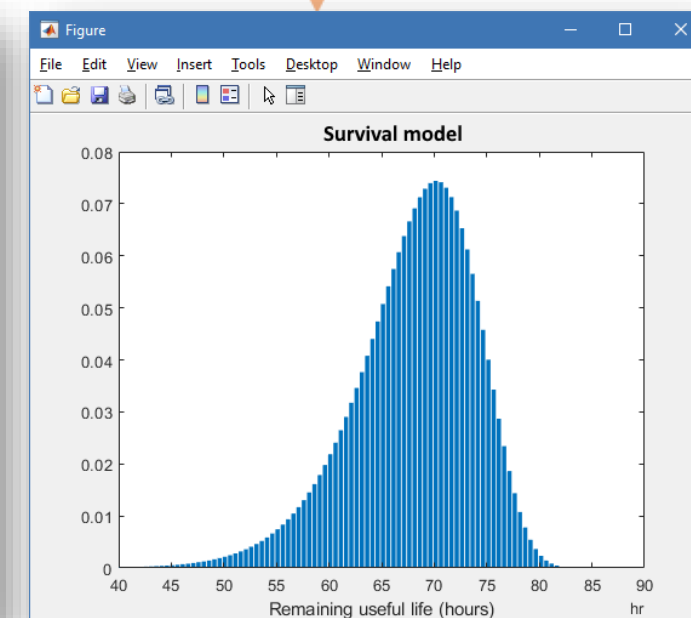 Figure
File Edit View Insert Tools Desktop Window Help
Survival model
0.08
0.07
0.06
0.05
0.04
0.03
0.02
0.01
0
40 45 50 55 60 65 70 75 80 85 90
Remaining useful life (hours) hr